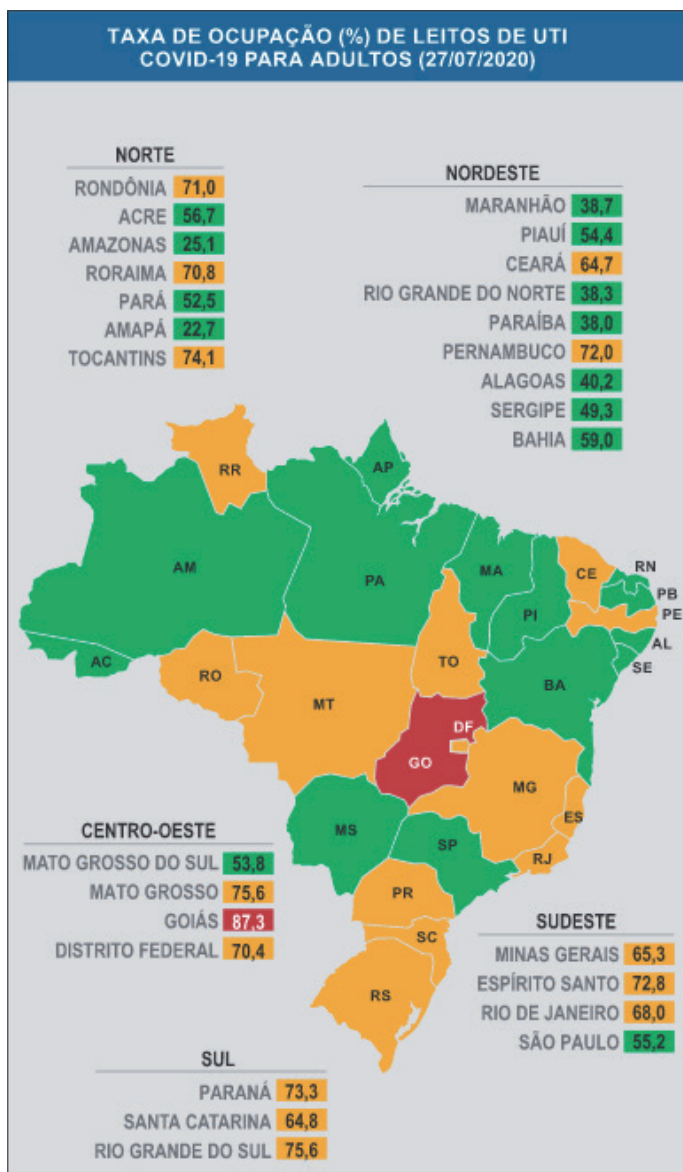 TAXA DE OCUPAÇÃO (%) DE LEITOS DE UTI
COVID-19 PARA ADULTOS (27/07/2020)
NORTE
RONDÔNIA 71,0
ACRE 56,7
AMAZONAS 25,1
RORAIMA 70,8
PARÁ 52,5
AMAPÁ 22,7
TOCANTINS 74,1
NORDESTE
MARANHÃO 38,7
PIAUÍ 54,4
CEARÁ 64,7
RIO GRANDE DO NORTE 38,3
PARAÍBA 38,0
PERNAMBUCO 72,0
ALAGOAS 40,2
SERGIPE 49,3
BAHIA 59,0
RR
AP
AM
PA
MA
CE
RN
PB
PE
PI
AL
SE
AC
RO
TO
BA
MT
DF
GO
MG
ES
MS
SP
RJ
PR
SC
RS
CENTRO-OESTE
MATO GROSSO DO SUL 53,8
MATO GROSSO 75,6
GOIÁS 87,3
DISTRITO FEDERAL 70,4
SUDESTE
MINAS GERAIS 65,3
ESPÍRITO SANTO 72,8
RIO DE JANEIRO 68,0
SÃO PAULO 55,2
SUL
PARANÁ 73,3
SANTA CATARINA 64,8
RIO GRANDE DO SUL 75,6